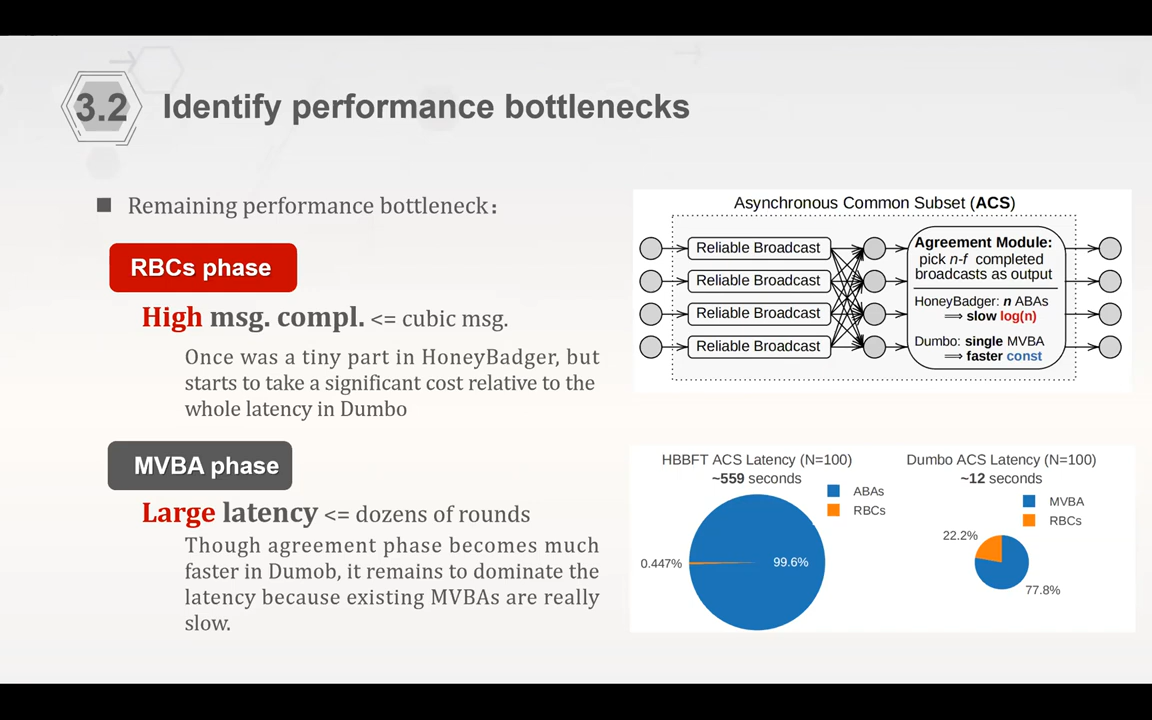 3.2 Identify performance bottlenecks
Remaining performance bottleneck:
RBCs phase
High msg. compl. <= cubic msg.
Once was a tiny part in HoneyBadger, but
starts to take a significant cost relative to the
whole latency in Dumbo
MVBA phase
Large latency <= dozens of rounds
Though agreement phase becomes much
faster in Dumob, it remains to dominate the
latency because existing MVBAs are really
slow.
Asynchronous Common Subset (ACS)
Reliable Broadcast
Reliable Broadcast
Reliable Broadcast
Reliable Broadcast
Agreement Module:
pick n-f completed
broadcasts as output
HoneyBadger: n ABAs
⟹ slow log(n)
Dumbo: single MVBA
⟹ faster const
HBBFT ACS Latency (N=100)
~559 seconds
ABAs
RBCs
0.447%
99.6%
Dumbo ACS Latency (N=100)
~12 seconds
MVBA
RBCs
22.2%
77.8%